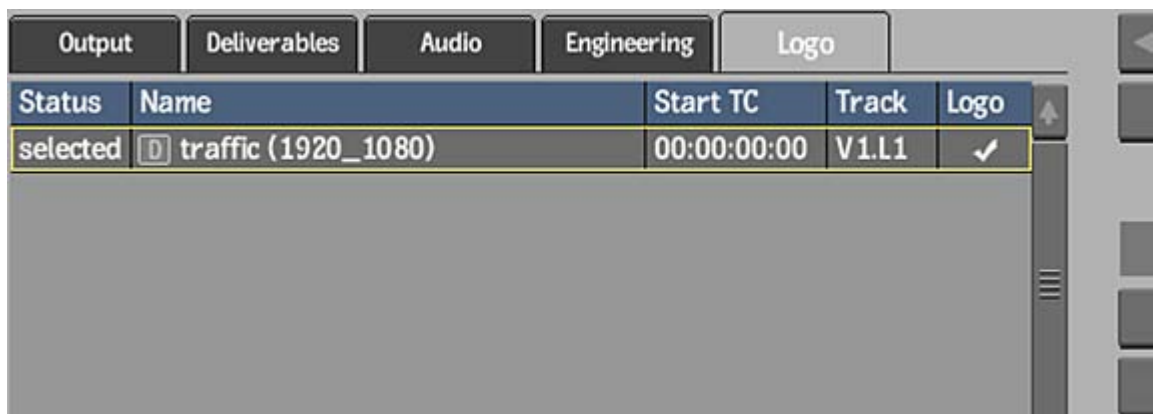 Output Deliverables Audio Engineering Logo
Status Name Start TC Track Logo
selected D traffic (1920_1080) 00:00:00:00 V1.L1 ✓